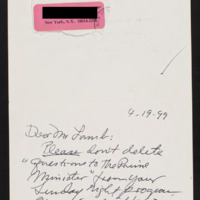 New York, N.Y.
4.19.99
Dear Mr Lamb:
Please don't delete
"Questions to the Prime
Minister" from your
Sunday night program